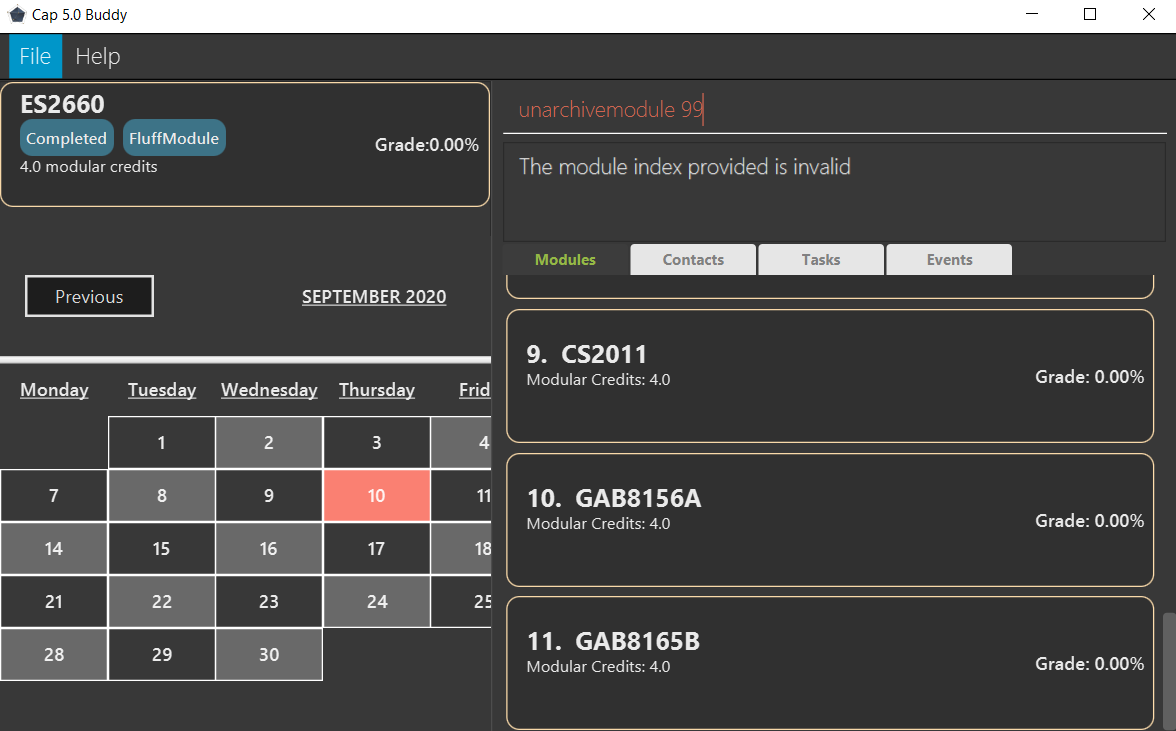 Cap 5.0 Buddy
File Help
ES2660
Completed FluffModule
4.0 modular credits
Grade:0.00%
Previous
SEPTEMBER 2020
Monday Tuesday Wednesday Thursday Frid
1 2 3 4
7 8 9 10 11
14 15 16 17 18
21 22 23 24 25
28 29 30
unarchivemodule 99
The module index provided is invalid
Modules Contacts Tasks Events
9. CS2011
Modular Credits: 4.0
Grade: 0.00%
10. GAB8156A
Modular Credits: 4.0
Grade: 0.00%
11. GAB8165B
Modular Credits: 4.0
Grade: 0.00%